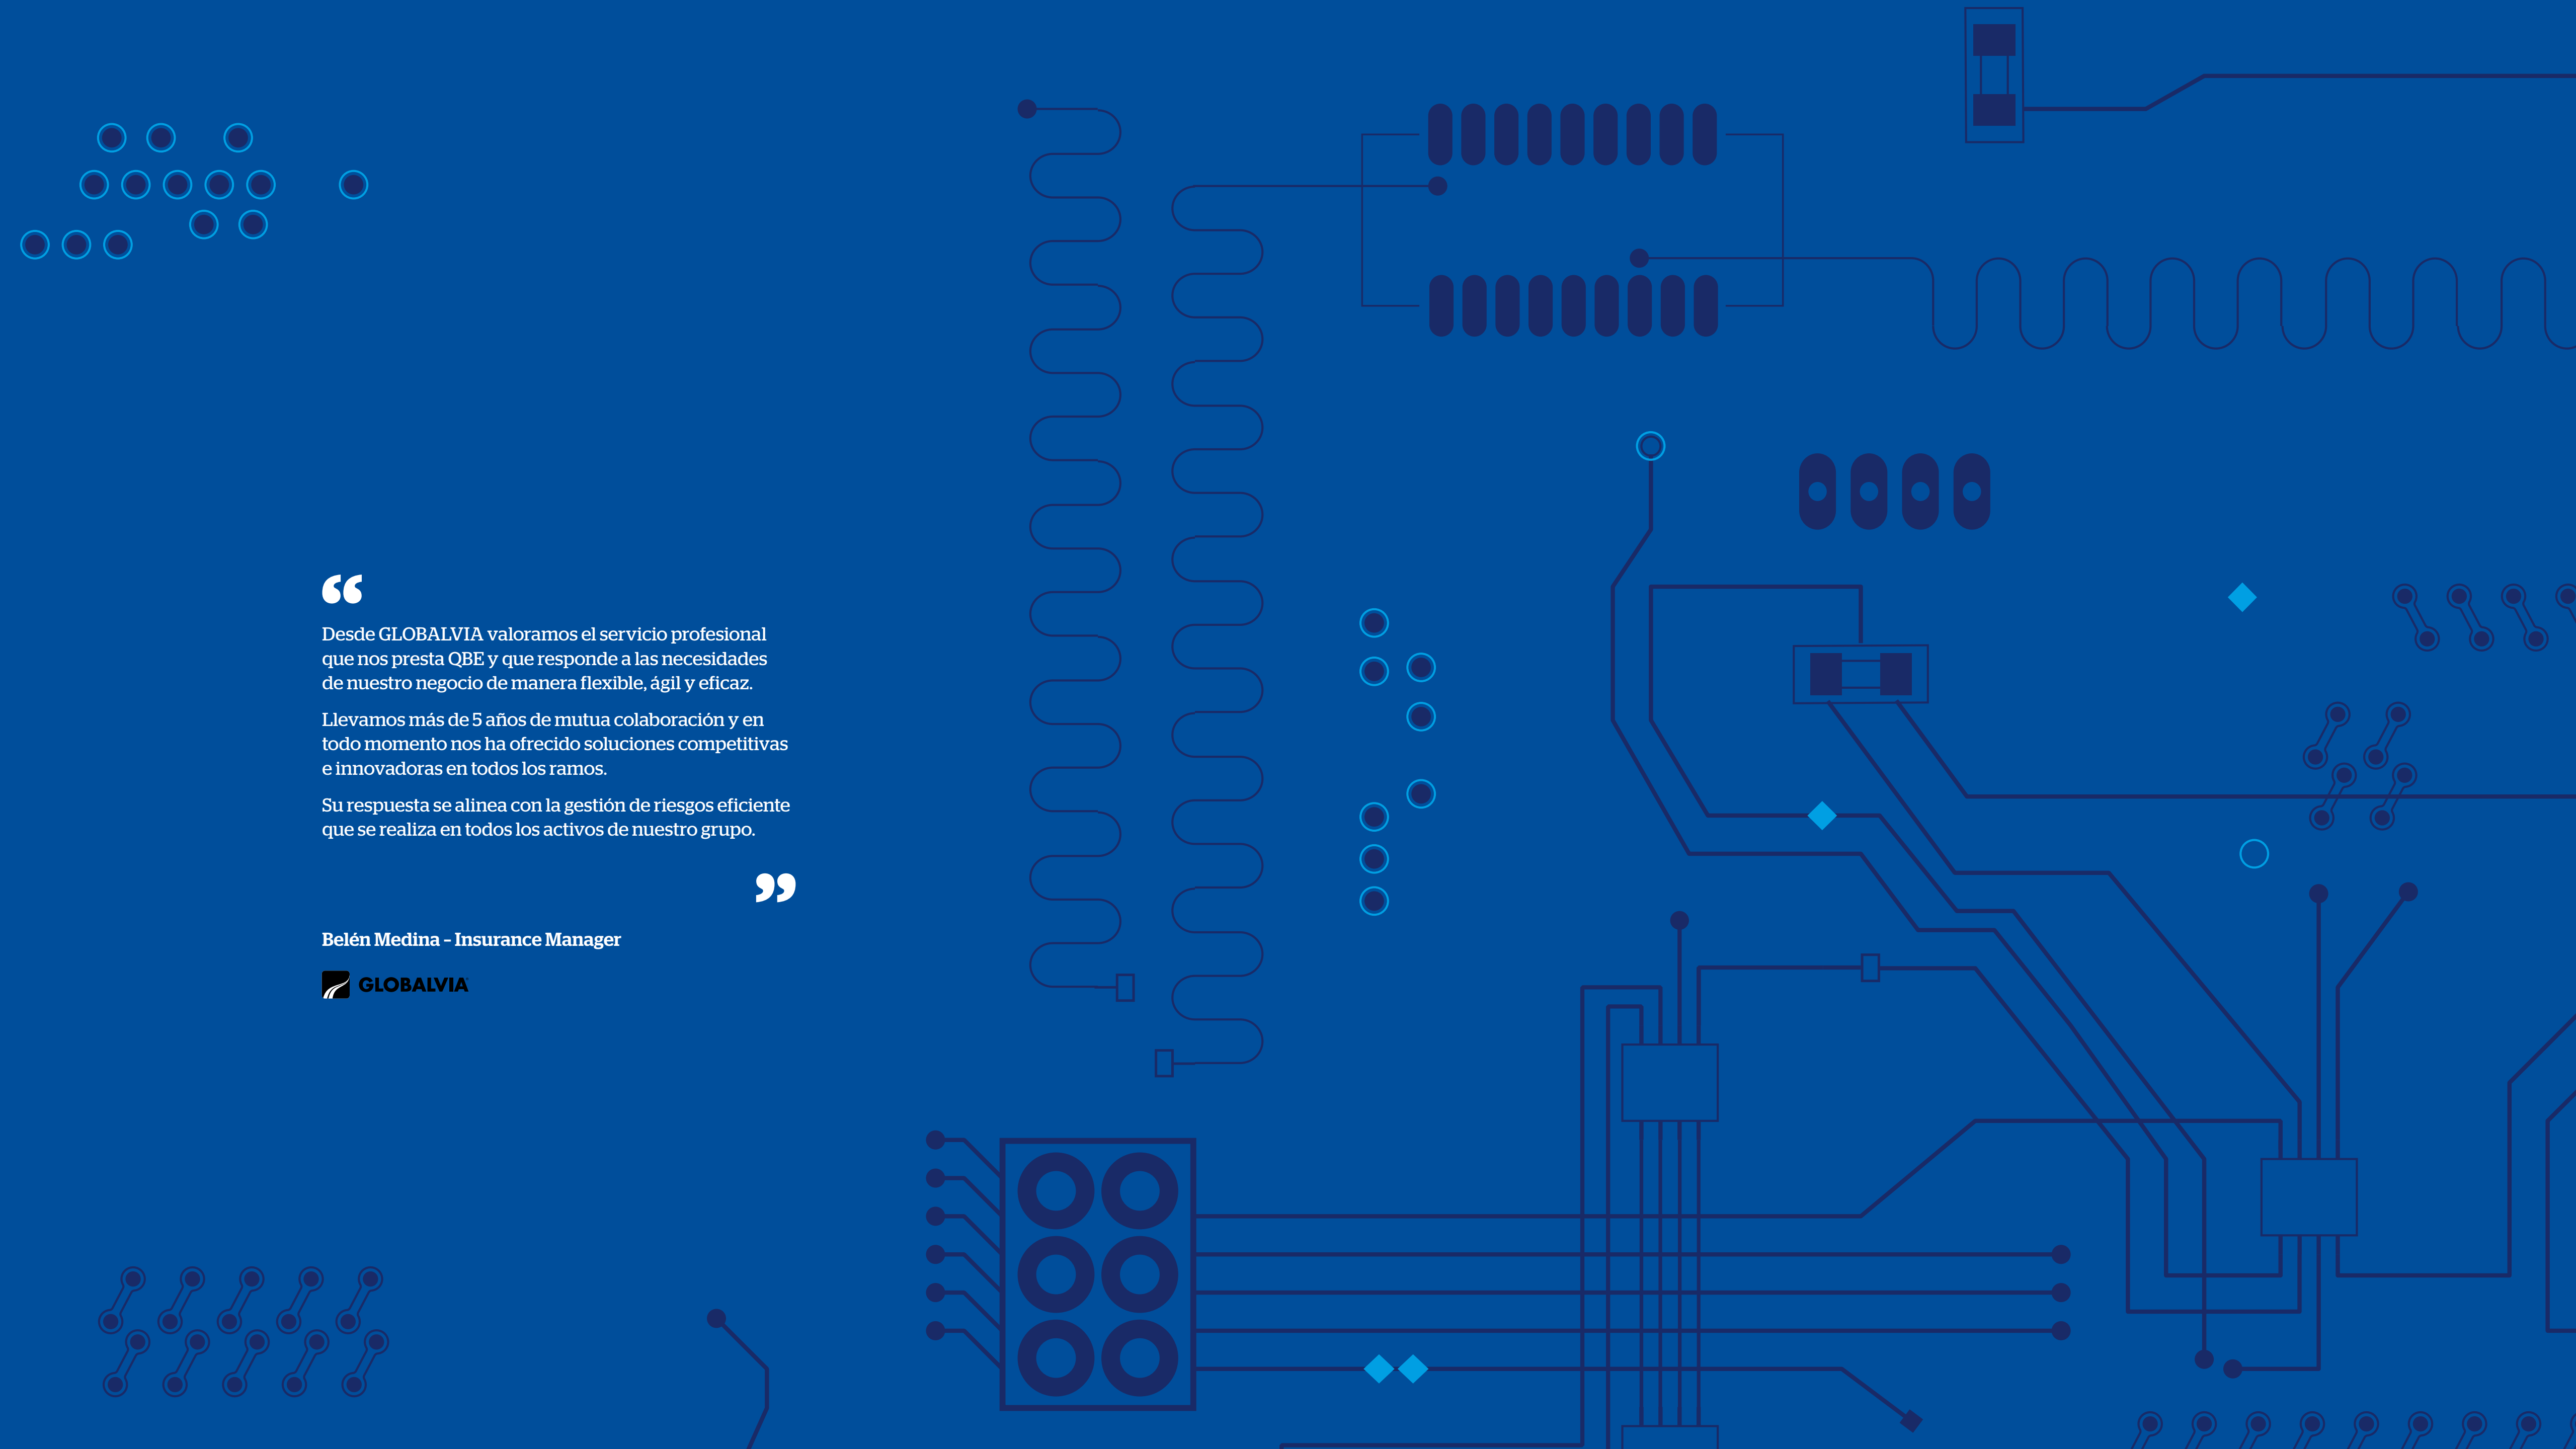 “
Desde GLOBALVIA valoramos el servicio profesional
que nos presta QBE y que responde a las necesidades
de nuestro negocio de manera flexible, ágil y eficaz.
Llevamos más de 5 años de mutua colaboración y en
todo momento nos ha ofrecido soluciones competitivas
e innovadoras en todos los ramos.
Su respuesta se alinea con la gestión de riesgos eficiente
que se realiza en todos los activos de nuestro grupo.
”
Belén Medina – Insurance Manager
GLOBALVIA